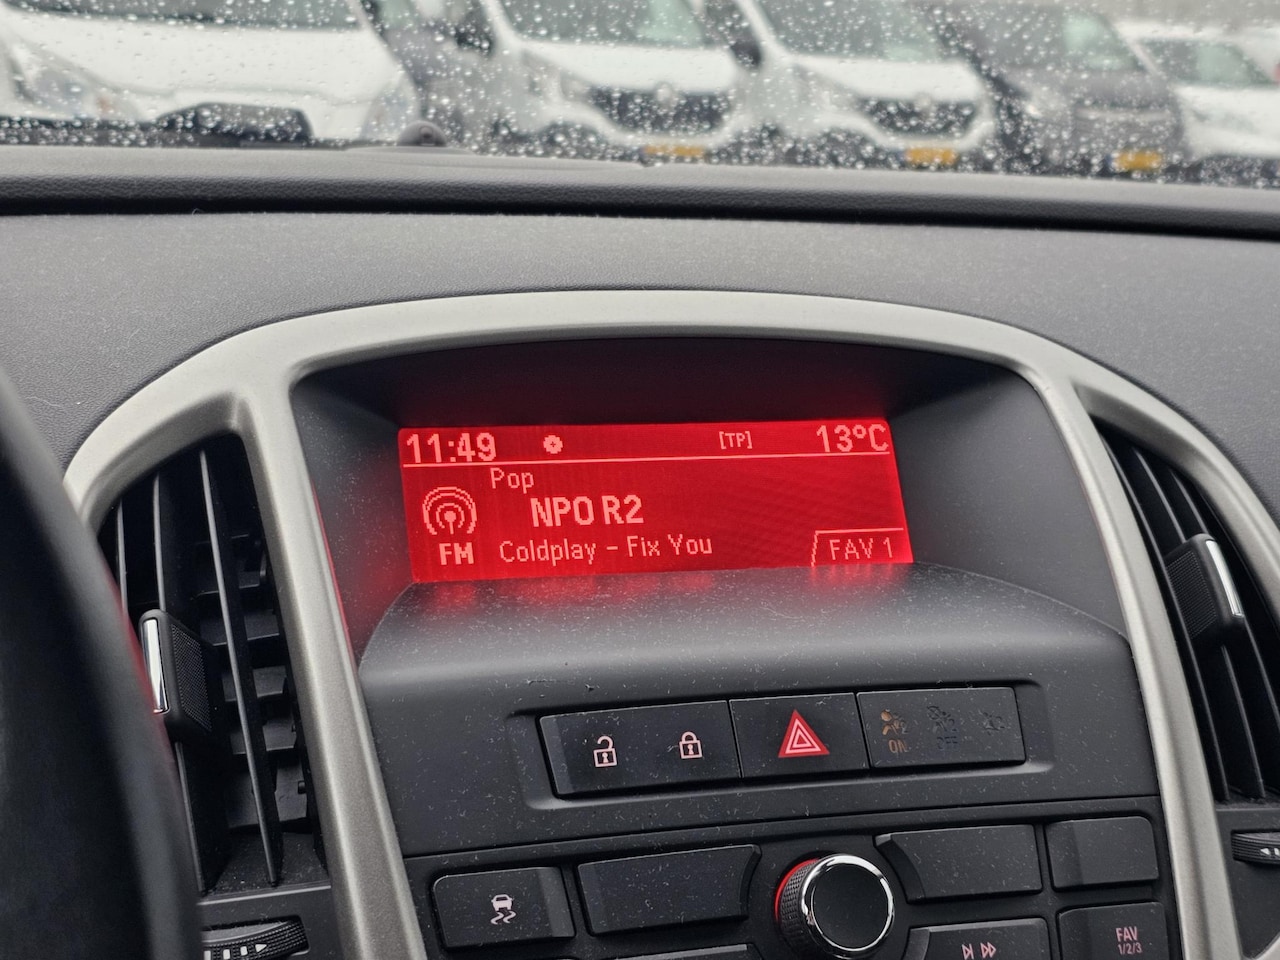 11:49 [TP] 13°C
Pop
NPO R2
FM Coldplay - Fix You FAV 1
ON
FAV
1/2/3